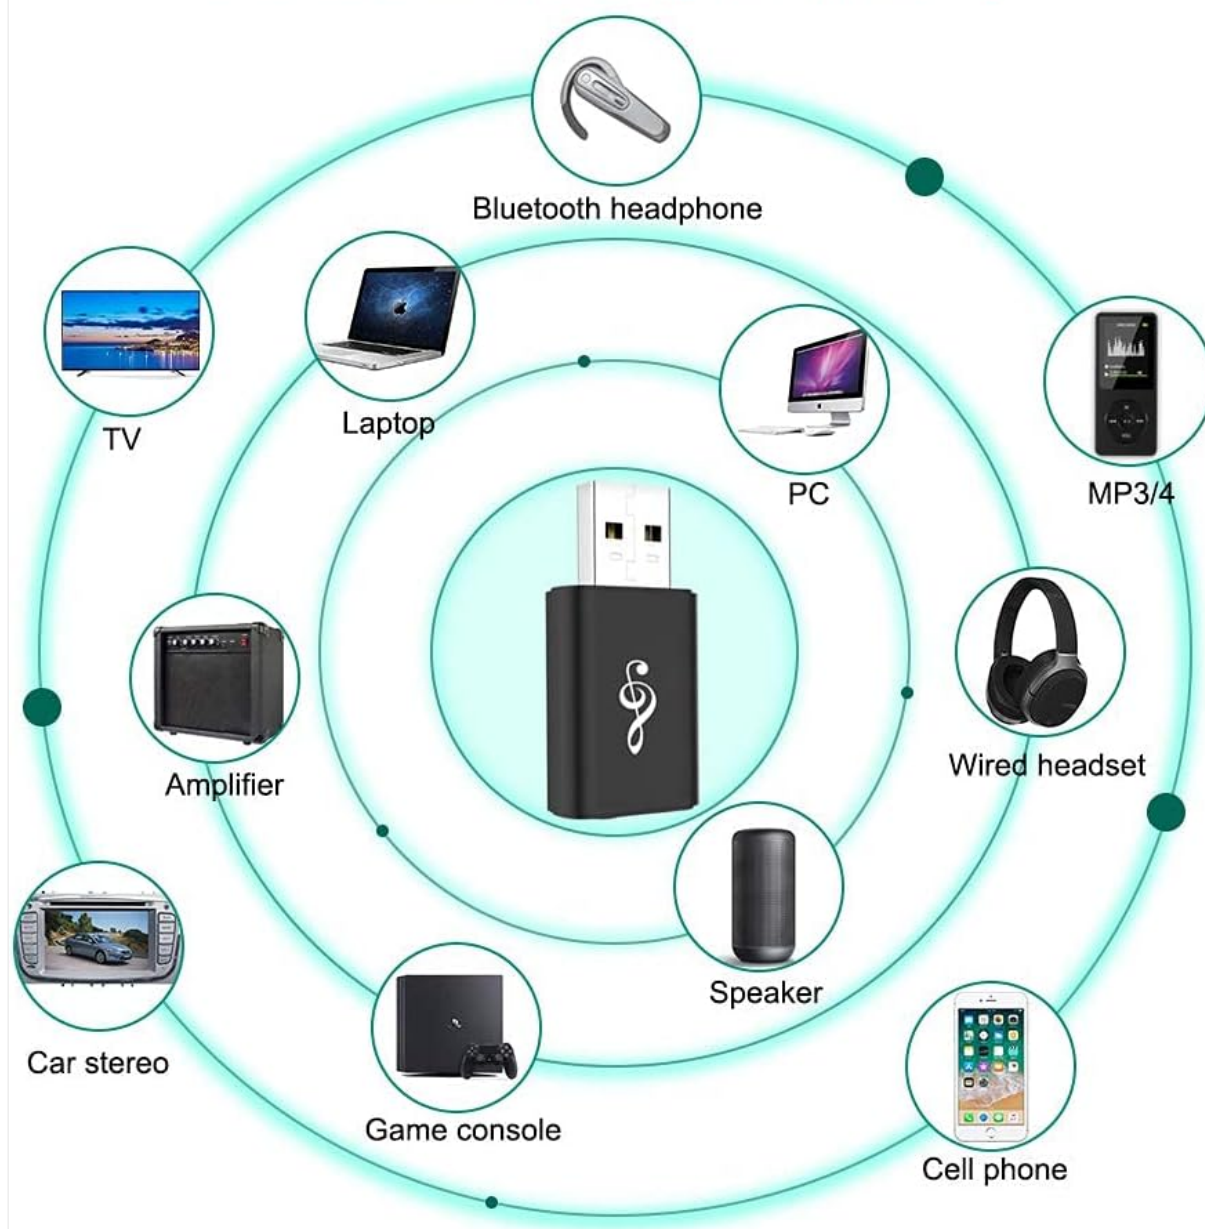 Bluetooth headphone
Laptop
TV
PC
MP3/4
Wired headset
Amplifier
Speaker
Car stereo
Game console
Cell phone